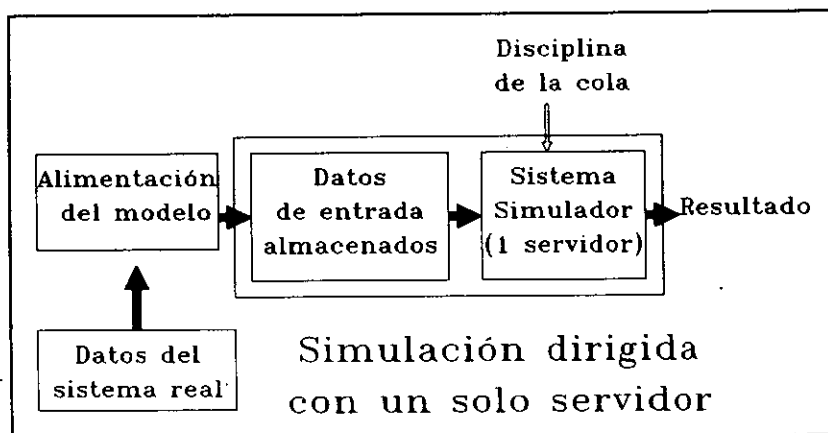 Disciplina
de la cola
Alimentación
del modelo
Datos
de entrada
almacenados
Sistema
Simulador
(1 servidor)
Resultado
Datos del
sistema real
Simulación dirigida
con un solo servidor